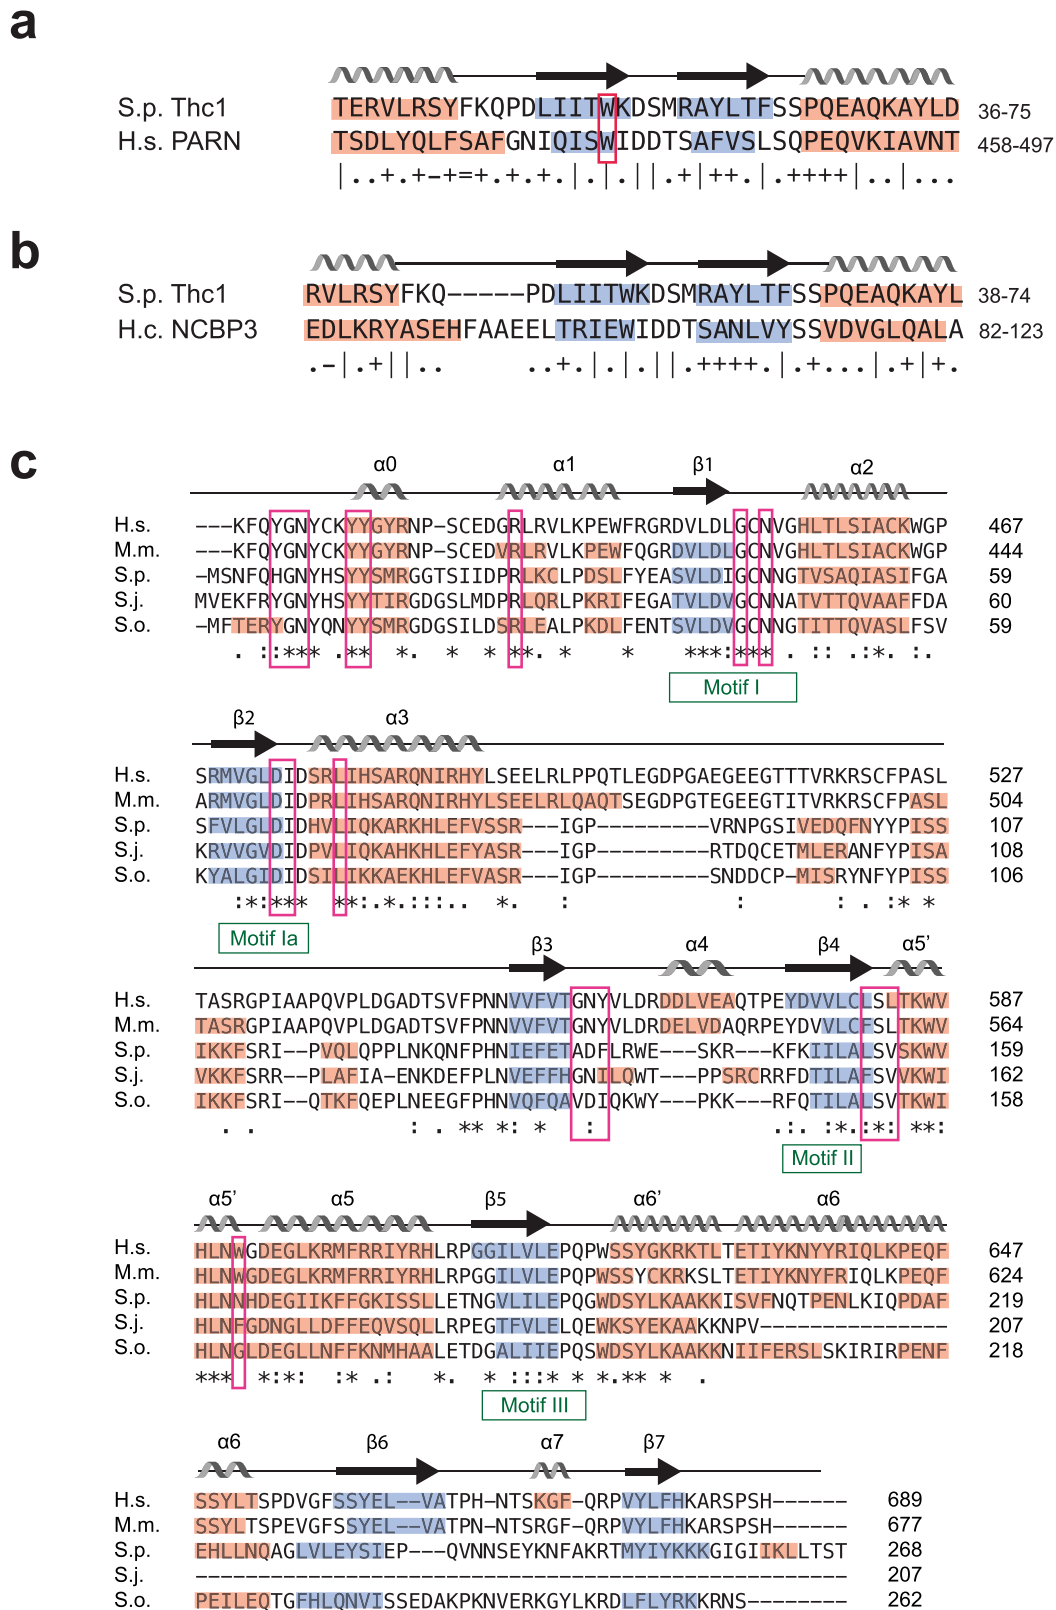 a
S.p. Thc1 TERVLRSYFKQPDLIITWKDSMRAYLTFSSPQEAQKAYLD 36-75
H.s. PARN TSDLYQLFSAFGNIQISWIDDTSAFVSLSQPEQVKIAVNT 458-497
|..+.+-+=+.+.+.|.|.||.+|++.|.++++|..|...
b
S.p. Thc1 RVLRSYFKQ-----PDLIITWKDSMRAYLTFSSPQEAQKAYL 38-74
H.c. NCBP3 EDLKRYASEHFAAEELTRIEWIDDTSANLVYSSVDVGLQALA 82-123
.-|.+||.. ..+.|.|.||.++++.|.+...|.+|+.
c
α0 α1 β1 α2
H.s. ---KFQYGNYCKYYGYRNP-SCEDGRLRVLKPEWFRGRDVLDLGCNVGHLTLSIACKWGP 467
M.m. ---KFQYGNYCKYYGYRNP-SCEDVRLRVLKPEWFQGRDVLDLGCNVGHLTLSIACKWGP 444
S.p. -MSNFQHGNYHSYYSMRGGTSIIDPRLKCLPDSLFYEASVLDIGCNNGTVSAQIASIFGA 59
S.j. MVEKFRYGNYHSYYTIRGDGSLMDPRLQRLPKRIFEGATVLDVGCNNATVTTQVAAFFDA 60
S.o. -MFTERYGNYQNYYSMRGDGSILDSRLEALPKDLFENTSVLDVGCNNGTITTQVASLFSV 59
. ::*** .** *. * * **. * * ***:*** . :: .:*. :.
Motif I
β2 α3
H.s. SRMVGLDIDSRLIHSARQNIRHYLSEELRLPPQTLEGDPGAEGEEGTTTVRKRSCFPASL 527
M.m. ARMVGLDIDPRLIHSARQNIRHYLSEELRLQAQTSEGDPGTEGEEGTITVRKRSCFPASL 504
S.p. SFVLGLDIDHVLIQKARKHLEFVSSR---IGP---------VRNPGSIVEDQFNYYPISS 107
S.j. KRVVGVDIDPVLIQKAHKHLEFYASR---IGP---------RTDQCETMLERANFYPISA 108
S.o. KYALGIDIDSILIKKAEKHLEFVASR---IGP---------SNDDCP-MISRYNFYPISS 106
:*:*** **:.*.:::.. *. : : : . :* *
Motif Ia
β3 α4 β4 α5’
H.s. TASRGPIAAPQVPLDGADTSVFPNNVVFVTGNYVLDRDDLVEAQTPEYDVVLCLSLTKWV 587
M.m. TASRGPIAAPQVPLDGADTSVFPNNVVFVTGNYVLDRDELVDAQRPEYDVVLCFSLTKWV 564
S.p. IKKFSRI--PVQLQPPLNKQNFPHNIEFETADFLRWE---SKR---KFKIILALSVSKWV 159
S.j. VKKFSRR--PLAFIA-ENKDEFPLNVEFFHGNILQWT---PPSRCRRFDTILAFSVVKWI 162
S.o. IKKFSRI--QTKFQEPLNEEGFPHNVQFQAVDIQKWY---PKK---RFQTILALSVTKWI 158
. . : . ** *: * : .:. :*.:*: **:
Motif II
α5’ α5 β5 α6’ α6
H.s. HLNWGDEGLKRMFRRIYRHLRPGGILVLEPQPWSSYGKRKTLTETIYKNYYRIQLKPEQF 647
M.m. HLNWGDEGLKRMFRRIYRHLRPGGILVLEPQPWSSYCKRKSLTETIYKNYFRIQLKPEQF 624
S.p. HLNNHDEGIIKFFGKISSLLETNGVLILEPQGWDSYLKAAKKISVFNQTPENLKIQPDAF 219
S.j. HLNFGDNGLLDFFEQVSQLLRPEGTFVLELQEWKSYEKAAKKNPV--------------- 207
S.o. HLNGLDEGLLNFFKNMHAALETDGALIIEPQSWDSYLKAAKKNIIFERSLSKIRIRPENF 218
*** *:*: :* .: *. * :::* * *.** * .
Motif III
α6 β6 α7 β7
H.s. SSYLTSPDVGFSSYEL--VATPH-NTSKGF-QRPVYLFHKARSPSH------ 689
M.m. SSYLTSPEVGFSSYEL--VATPN-NTSRGF-QRPVYLFHKARSPSH------ 677
S.p. EHLLNQAGLVLEYSIEP---QVNNSEYKNFAKRTMYIYKKKGIGIIKLLTST 268
S.j. ---------------------------------------------------- 207
S.o. PEILEQTGFHLQNVISSEDAKPKNVERKGYLKRDLFLYRKKRNS-------- 262